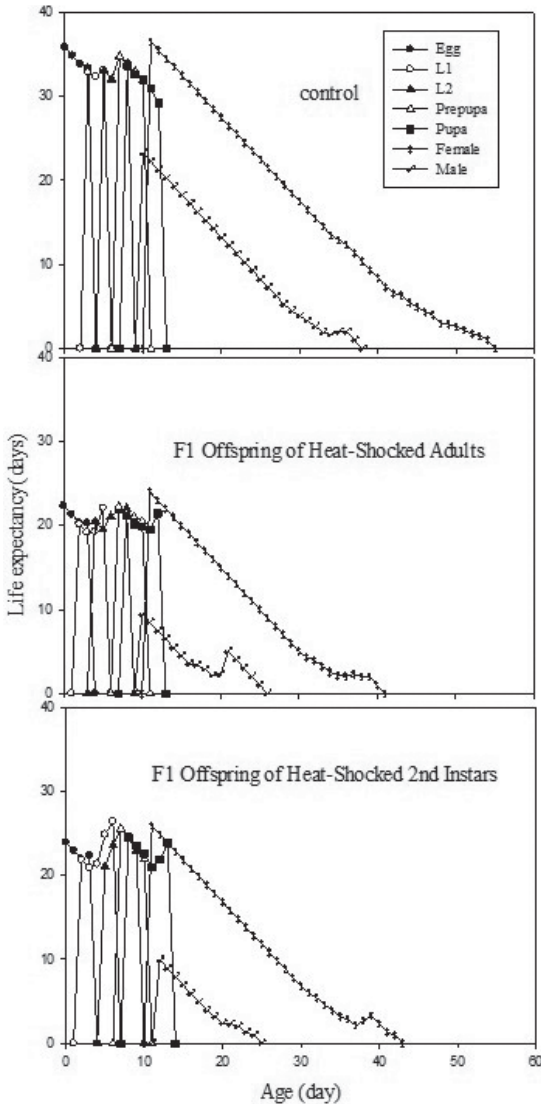 40
30
20
10
0
control
Egg
L1
L2
Prepupa
Pupa
Female
Male
40
30
20
10
0
F1 Offspring of Heat-Shocked Adults
Life expectancy (days)
40
30
20
10
0
F1 Offspring of Heat-Shocked 2nd Instars
0 10 20 30 40 50 60
Age (day)